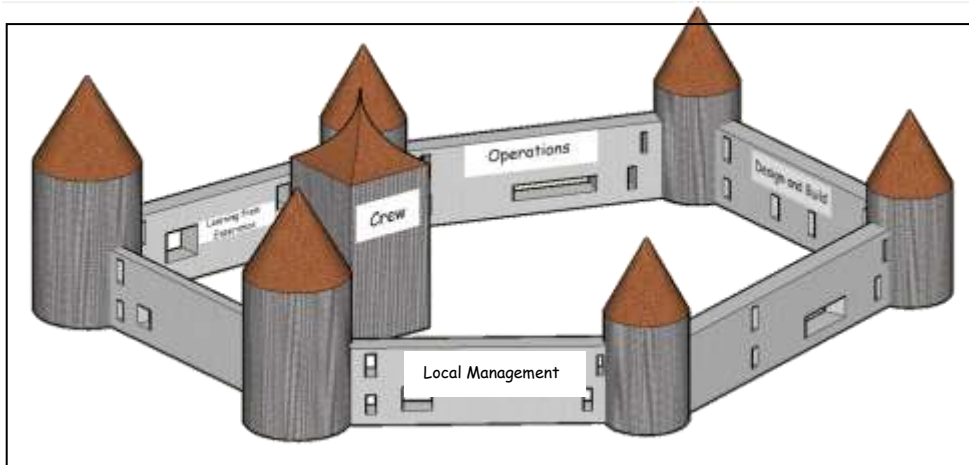 Operations
Design and Build
Learning from
Experience
Crew
Local Management